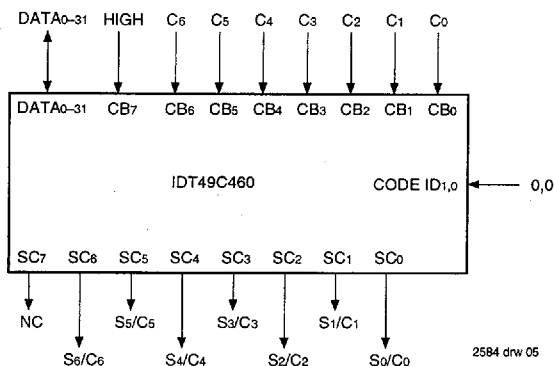 DATA0–31 HIGH C6 C5 C4 C3 C2 C1 C0
DATA0–31 CB7 CB6 CB5 CB4 CB3 CB2 CB1 CB0
IDT49C460 CODE ID1,0 0,0
SC7 SC6 SC5 SC4 SC3 SC2 SC1 SC0
NC S5/C5 S3/C3 S1/C1
S6/C6 S4/C4 S2/C2 S0/C0
2584 drw 05